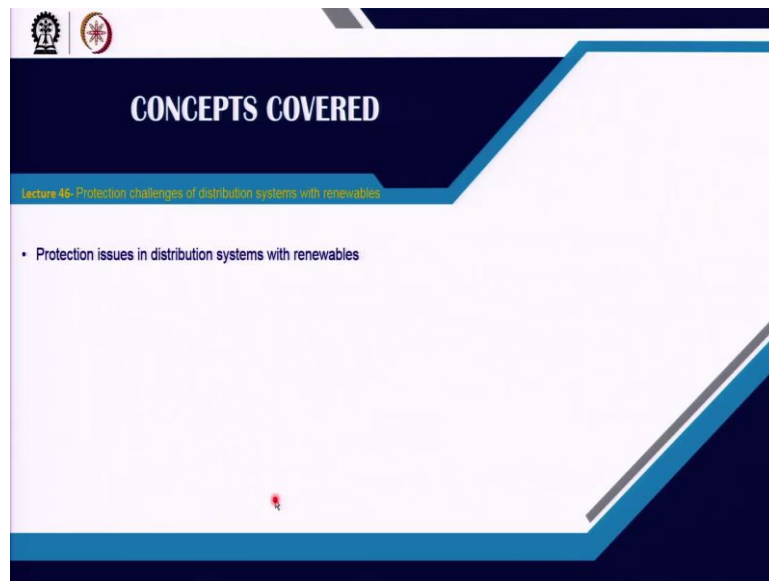 CONCEPTS COVERED
Lecture 46- Protection challenges of distribution systems with renewables
• Protection issues in distribution systems with renewables